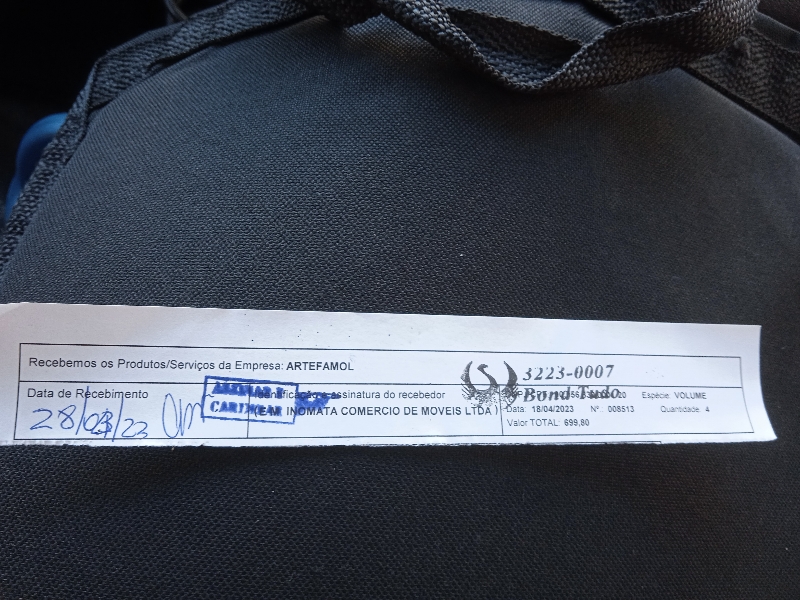 Recebemos os Produtos/Serviços da Empresa: ARTEFAMOL
3223-0007
Bond Tudo
Data de Recebimento
28/03/23
Identificação e assinatura do recebedor
(E M INOMATA COMERCIO DE MOVEIS LTDA )
Espécie: VOLUME
Data: 18/04/2023 Nº.: 008513 Quantidade: 4
Valor TOTAL: 699,80